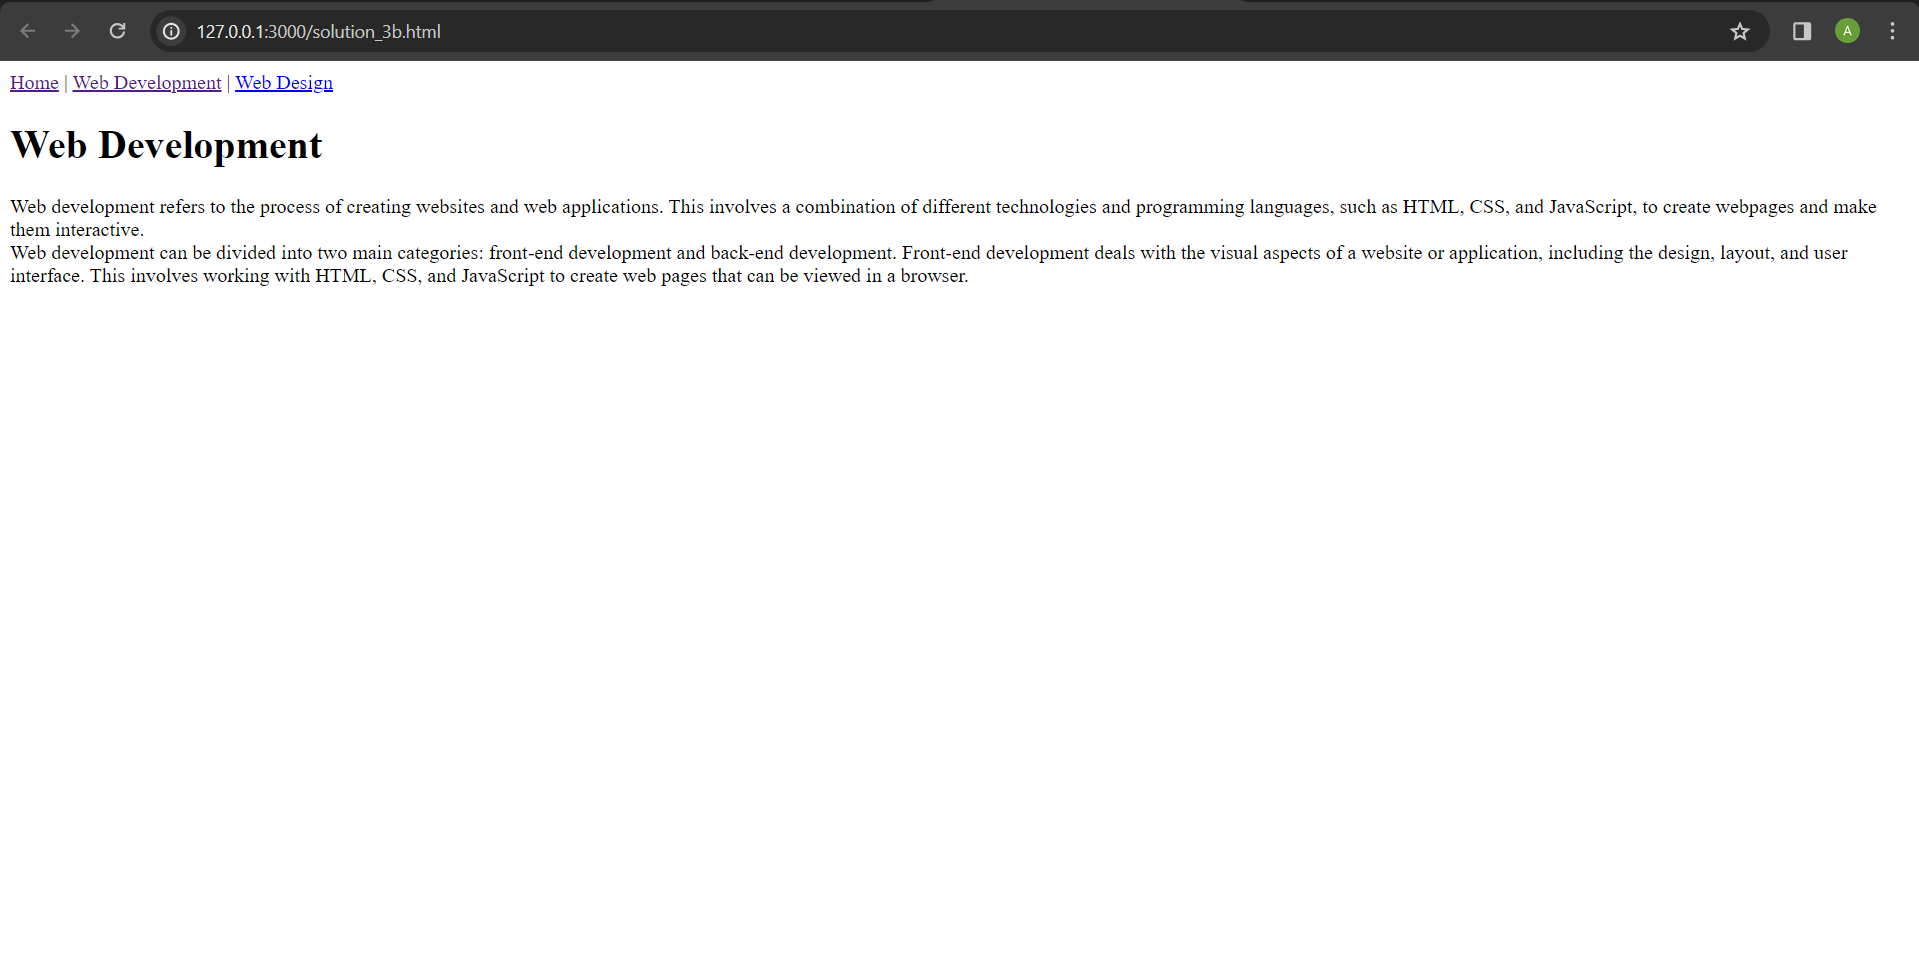 127.0.0.1:3000/solution_3b.html
A
Home | Web Development | Web Design
Web Development
Web development refers to the process of creating websites and web applications. This involves a combination of different technologies and programming languages, such as HTML, CSS, and JavaScript, to create webpages and make
them interactive.
Web development can be divided into two main categories: front-end development and back-end development. Front-end development deals with the visual aspects of a website or application, including the design, layout, and user
interface. This involves working with HTML, CSS, and JavaScript to create web pages that can be viewed in a browser.